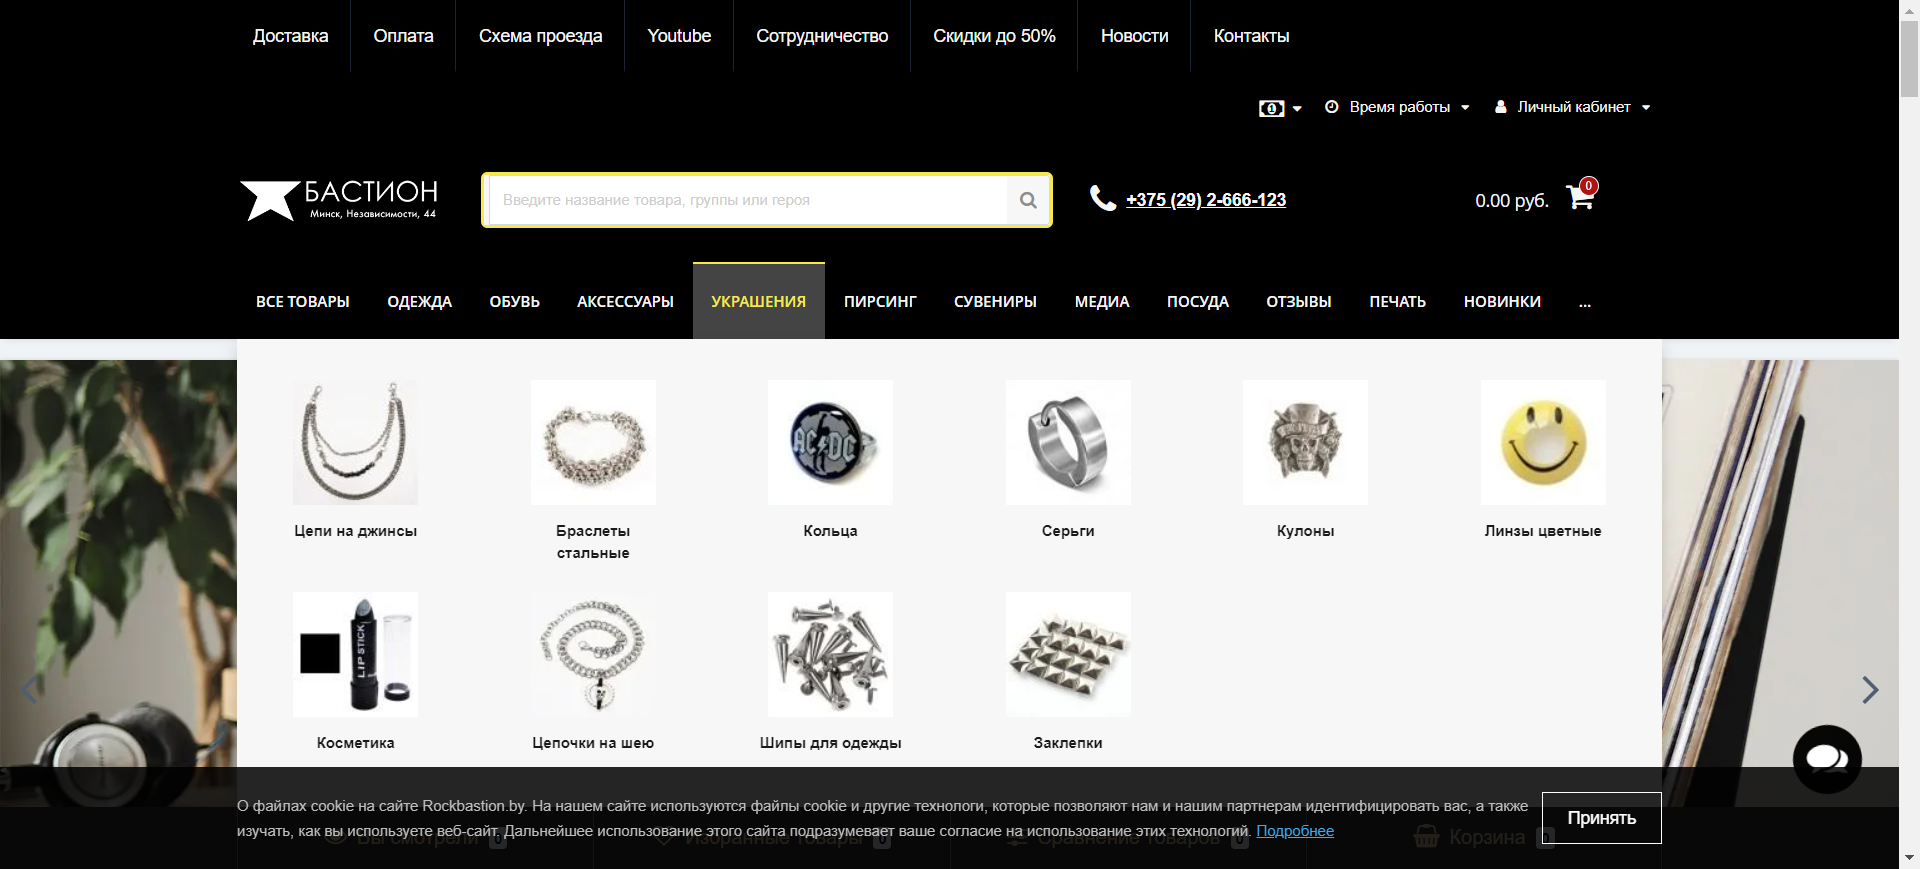 Доставка
Оплата
Схема проезда
Youtube
Сотрудничество
Скидки до 50%
Новости
Контакты
Время работы
Личный кабинет
БАСТИОН
Минск, Независимости, 44
Введите название товара, группы или героя
+375 (29) 2-666-123
0.00 руб.
0
ВСЕ ТОВАРЫ
ОДЕЖДА
ОБУВЬ
АКСЕССУАРЫ
УКРАШЕНИЯ
ПИРСИНГ
СУВЕНИРЫ
МЕДИА
ПОСУДА
ОТЗЫВЫ
ПЕЧАТЬ
НОВИНКИ
...
AC DC
Цепи на джинсы
Браслеты
стальные
Кольца
Серьги
Кулоны
Линзы цветные
LIPSTICK
Косметика
Цепочки на шею
Шипы для одежды
Заклепки
О файлах cookie на сайте Rockbastion.by. На нашем сайте используются файлы cookie и другие технологи, которые позволяют нам и нашим партнерам идентифицировать вас, а также
изучать, как вы используете веб-сайт. Дальнейшее использование этого сайта подразумевает ваше согласие на использование этих технологий. Подробнее
Принять
Вы смотрели 0
Избранные товары 0
Сравнение товаров 0
Корзина 0